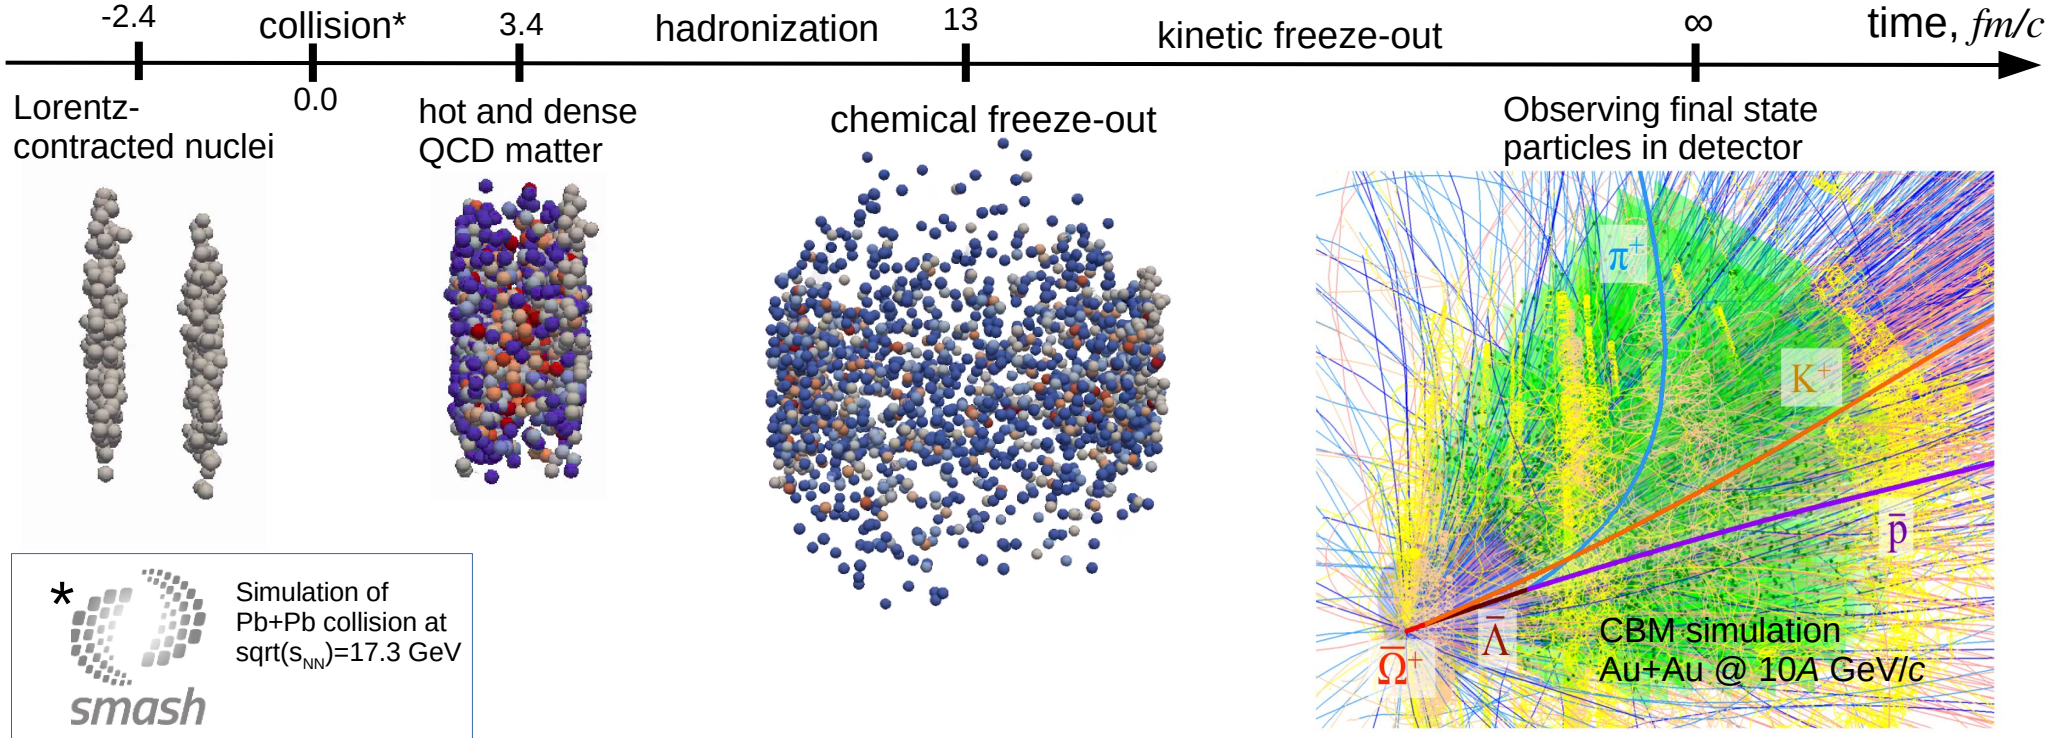 -2.4
collision*
3.4
hadronization
13
kinetic freeze-out
∞
time, fm/c
0.0
Lorentz-
contracted nuclei
hot and dense
QCD matter
chemical freeze-out
Observing final state
particles in detector
π⁺
K⁺
p̄
Λ̄
Ω̄⁺
CBM simulation
Au+Au @ 10A GeV/c
*
smash
Simulation of
Pb+Pb collision at
sqrt(sNN)=17.3 GeV